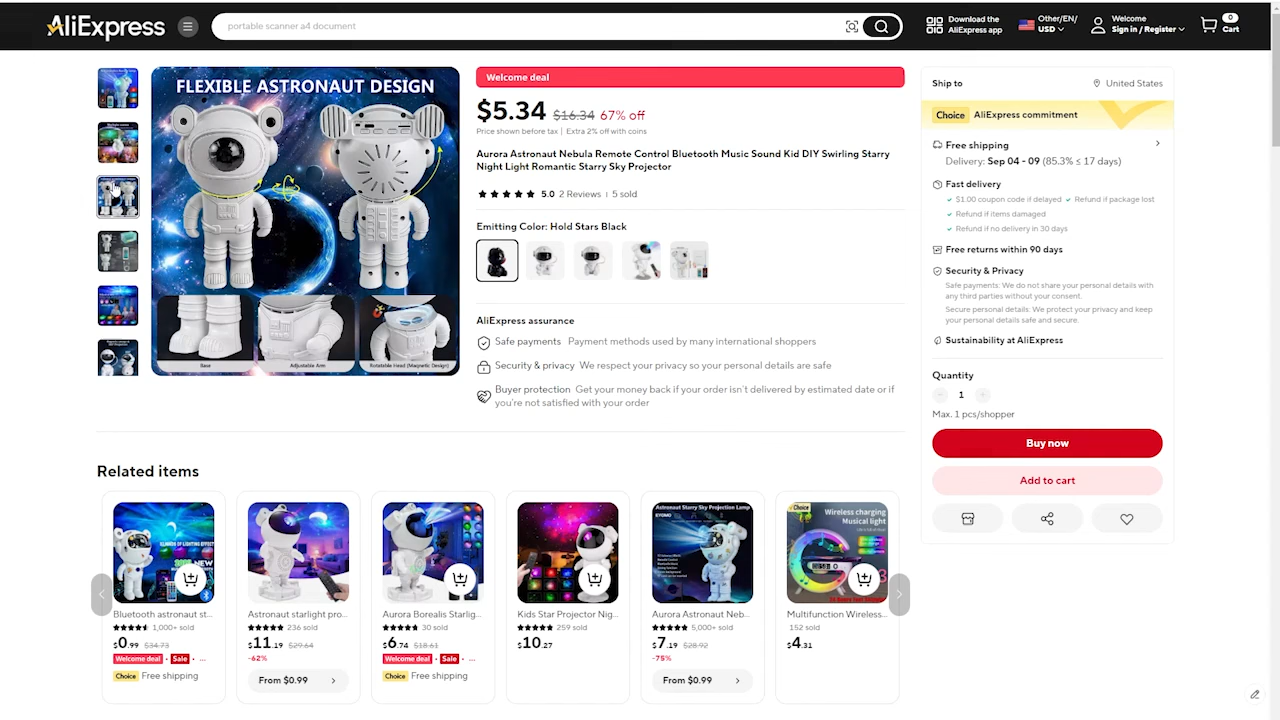 AliExpress
portable scanner a4 document
Download the
AliExpress app
Other/EN/
USD
Welcome
Sign in / Register
0
Cart
FLEXIBLE ASTRONAUT DESIGN
Base
Adjustable Arm
Rotatable Head (Magnetic Design)
Welcome deal
$5.34 $16.34 67% off
Price shown before tax | Extra 2% off with coins
Aurora Astronaut Nebula Remote Control Bluetooth Music Sound Kid DIY Swirling Starry
Night Light Romantic Starry Sky Projector
5.0 2 Reviews | 5 sold
Emitting Color: Hold Stars Black
AliExpress assurance
Safe payments Payment methods used by many international shoppers
Security & privacy We respect your privacy so your personal details are safe
Buyer protection Get your money back if your order isn't delivered by estimated date or if
you're not satisfied with your order
Ship to United States
Choice AliExpress commitment
Free shipping
Delivery: Sep 04 - 09 (85.3% ≤ 17 days)
Fast delivery
$1.00 coupon code if delayed Refund if package lost
Refund if items damaged
Refund if no delivery in 30 days
Free returns within 90 days
Security & Privacy
Safe payments: We do not share your personal details with
any third parties without your consent.
Secure personal details: We protect your privacy and keep
your personal details safe and secure.
Sustainability at AliExpress
Quantity
- 1 +
Max. 1 pcs/shopper
Buy now
Add to cart
Related items
Bluetooth astronaut st...
1,000+ sold
$0.99 $34.73
Welcome deal · Sale · ...
Choice Free shipping
Astronaut starlight pro...
236 sold
$11.19 $29.64
-62%
From $0.99
Aurora Borealis Starlig...
30 sold
$6.74 $18.61
Welcome deal · Sale · ...
Choice Free shipping
Kids Star Projector Nig...
259 sold
$10.27
Astronaut Starry Sky Projection Lamp
Aurora Astronaut Neb...
5,000+ sold
$7.19 $28.92
-75%
From $0.99
Choice
Wireless charging
Musical light
Multifunction Wireless...
152 sold
$4.31